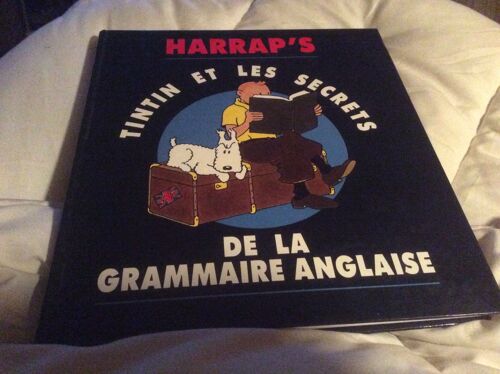 HARRAP'S
TINTIN ET LES SECRETS
DE LA
GRAMMAIRE ANGLAISE